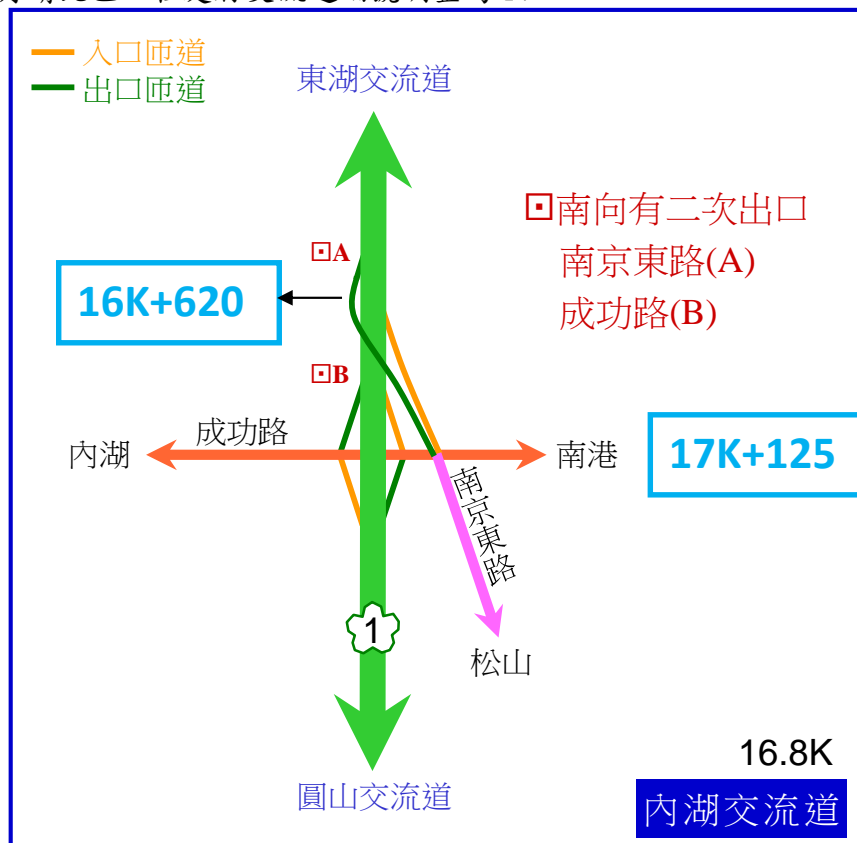 入口匝道
出口匝道
東湖交流道
⊡南向有二次出口
南京東路(A)
成功路(B)
⊡A
16K+620
⊡B
成功路
內湖
南港
17K+125
南京東路
1
松山
16.8K
圓山交流道
內湖交流道